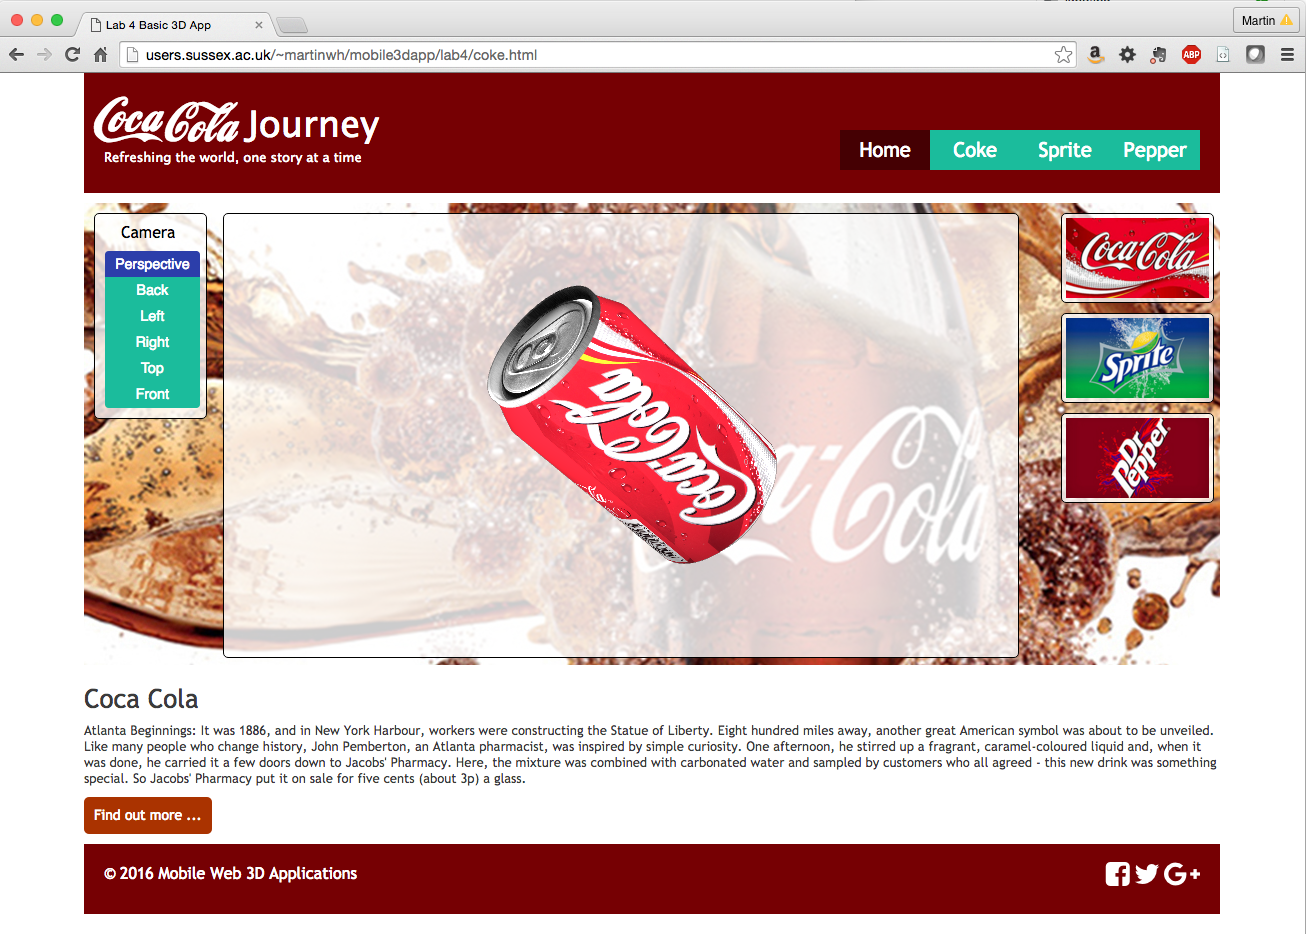 Lab 4 Basic 3D App
Martin
users.sussex.ac.uk/~martinwh/mobile3dapp/lab4/coke.html
ABP
Coca-Cola Journey
Refreshing the world, one story at a time
Home Coke Sprite Pepper
Camera
Perspective
Back
Left
Right
Top
Front
Coca-Cola
Coca-Cola
Coca-Cola
Sprite
Dr Pepper
Coca Cola
Atlanta Beginnings: It was 1886, and in New York Harbour, workers were constructing the Statue of Liberty. Eight hundred miles away, another great American symbol was about to be unveiled.
Like many people who change history, John Pemberton, an Atlanta pharmacist, was inspired by simple curiosity. One afternoon, he stirred up a fragrant, caramel-coloured liquid and, when it
was done, he carried it a few doors down to Jacobs' Pharmacy. Here, the mixture was combined with carbonated water and sampled by customers who all agreed - this new drink was something
special. So Jacobs' Pharmacy put it on sale for five cents (about 3p) a glass.
Find out more ...
© 2016 Mobile Web 3D Applications